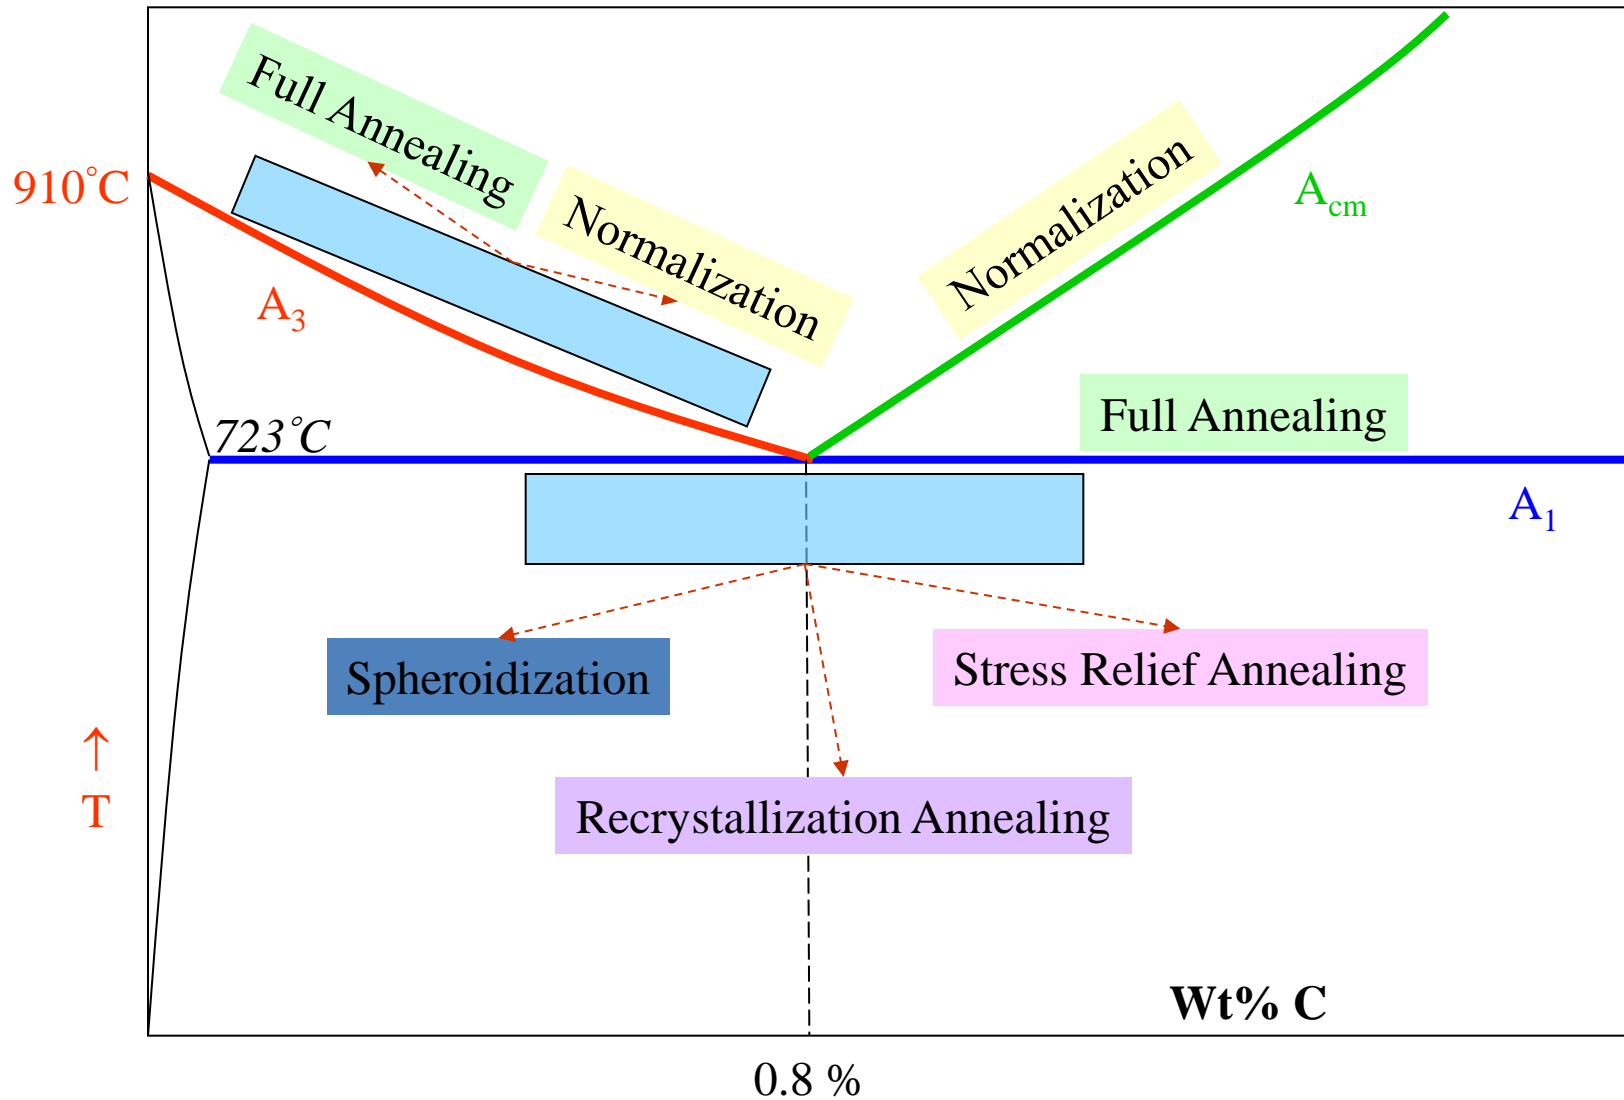 Full Annealing
Normalization
Normalization
910°C
A₃
A_cm
723°C
Full Annealing
A₁
Spheroidization
Stress Relief Annealing
↑
T
Recrystallization Annealing
Wt% C
0.8 %